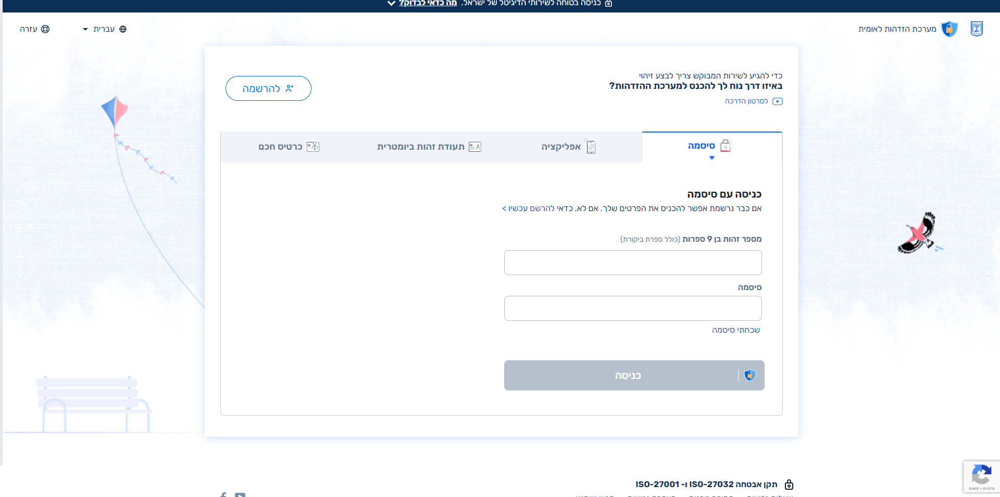 כניסה בטוחה לשירותי הדיגיטל של ישראל. מה כדאי לבדוק?
מערכת הזדהות לאומית
עברית
עזרה
כדי להגיע לשירות המבוקש צריך לבצע זיהוי
באיזו דרך נוח לך להכנס למערכת ההזדהות?
לסרטון הדרכה
להרשמה
סיסמה
אפליקציה
תעודת זהות ביומטרית
כרטיס חכם
כניסה עם סיסמה
אם כבר נרשמת אפשר להכניס את הפרטים שלך. אם לא, כדאי להרשם עכשיו >
מספר זהות בן 9 ספרות (כולל ספרת ביקורת)
סיסמה
שכחתי סיסמה
כניסה
תקן אבטחה ISO-27032 ו- ISO-27001
פרטיות - תנאים